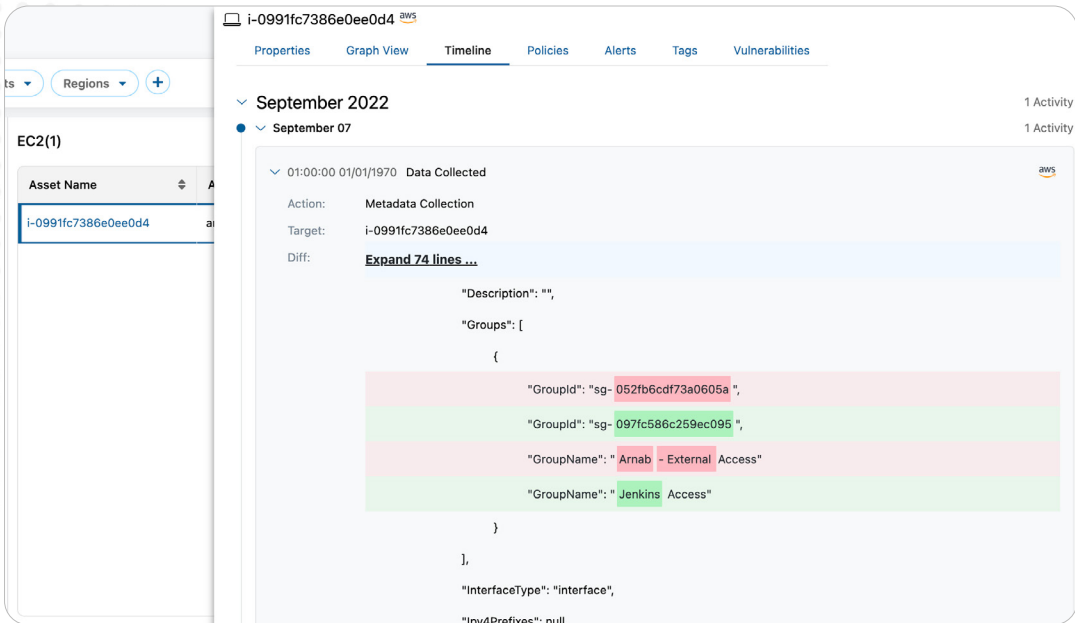 i-0991fc7386e0ee0d4 aws
Properties Graph View Timeline Policies Alerts Tags Vulnerabilities
ts Regions +
September 2022 1 Activity
September 07 1 Activity
EC2(1)
Asset Name A
i-0991fc7386e0ee0d4 a
01:00:00 01/01/1970 Data Collected aws
Action: Metadata Collection
Target: i-0991fc7386e0ee0d4
Diff: Expand 74 lines ...
"Description": "",
"Groups": [
{
"GroupId": "sg- 052fb6cdf73a0605a ",
"GroupId": "sg- 097fc586c259ec095 ",
"GroupName": " Arnab - External Access"
"GroupName": " Jenkins Access"
}
],
"InterfaceType": "interface",
"Ipv4Prefixes": null